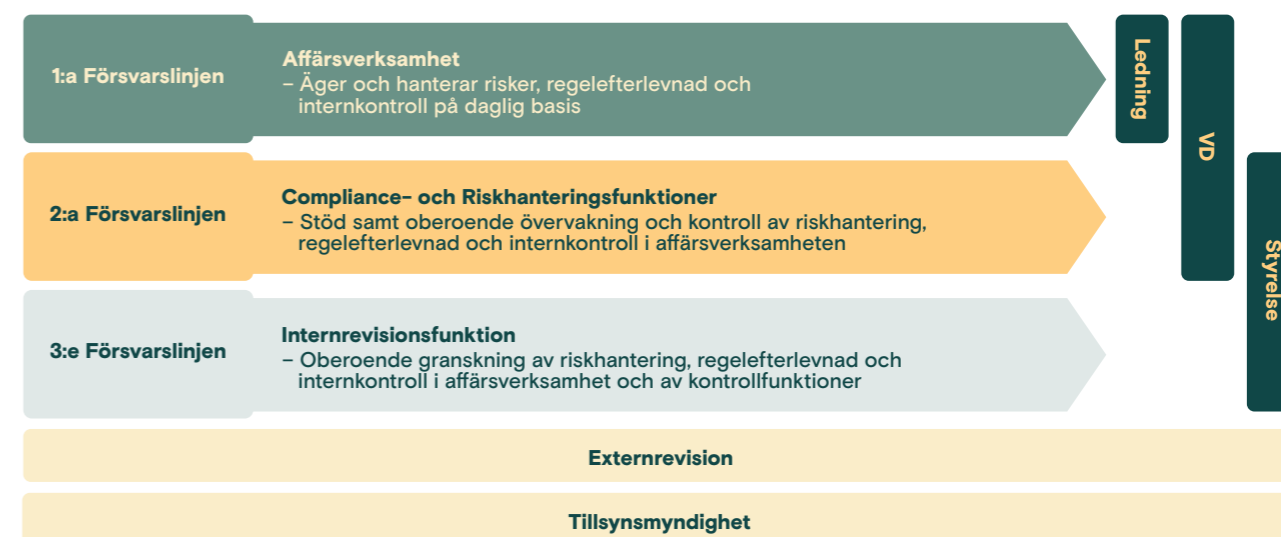 1:a Försvarslinjen
Affärsverksamhet
– Äger och hanterar risker, regelefterlevnad och
internkontroll på daglig basis
2:a Försvarslinjen
Compliance- och Riskhanteringsfunktioner
– Stöd samt oberoende övervakning och kontroll av riskhantering,
regelefterlevnad och internkontroll i affärsverksamheten
3:e Försvarslinjen
Internrevisionsfunktion
– Oberoende granskning av riskhantering, regelefterlevnad och
internkontroll i affärsverksamhet och av kontrollfunktioner
Ledning
VD
Styrelse
Externrevision
Tillsynsmyndighet